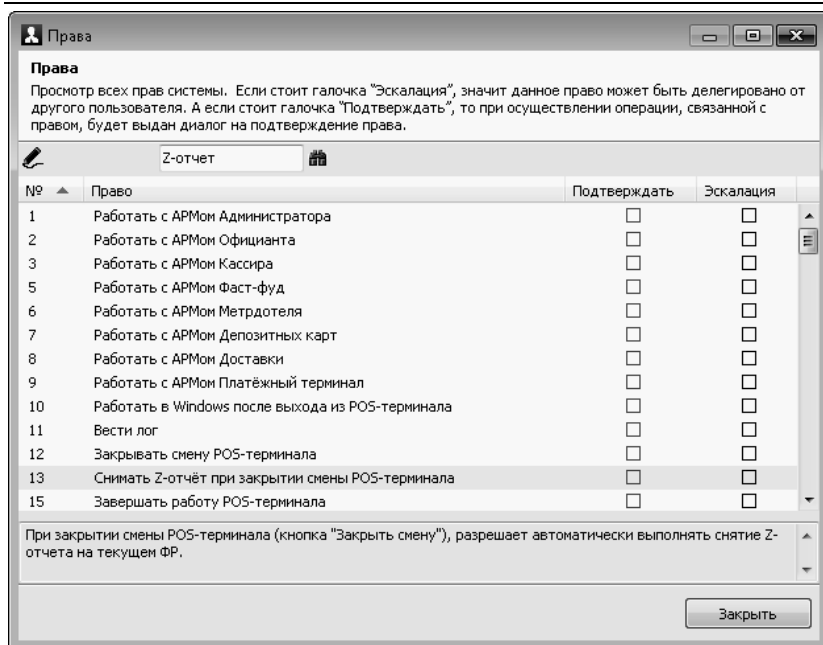 Права
Права
Просмотр всех прав системы. Если стоит галочка "Эскалация", значит данное право может быть делегировано от
другого пользователя. А если стоит галочка "Подтверждать", то при осуществлении операции, связанной с
правом, будет выдан диалог на подтверждение права.
Z-отчет
№ Право Подтверждать Эскалация
1 Работать с АРМом Администратора
2 Работать с АРМом Официанта
3 Работать с АРМом Кассира
5 Работать с АРМом Фаст-фуд
6 Работать с АРМом Метрдотеля
7 Работать с АРМом Депозитных карт
8 Работать с АРМом Доставки
9 Работать с АРМом Платёжный терминал
10 Работать в Windows после выхода из POS-терминала
11 Вести лог
12 Закрывать смену POS-терминала
13 Снимать Z-отчёт при закрытии смены POS-терминала
15 Завершать работу POS-терминала
При закрытии смены POS-терминала (кнопка "Закрыть смену"), разрешает автоматически выполнять снятие Z-
отчета на текущем ФР.
Закрыть